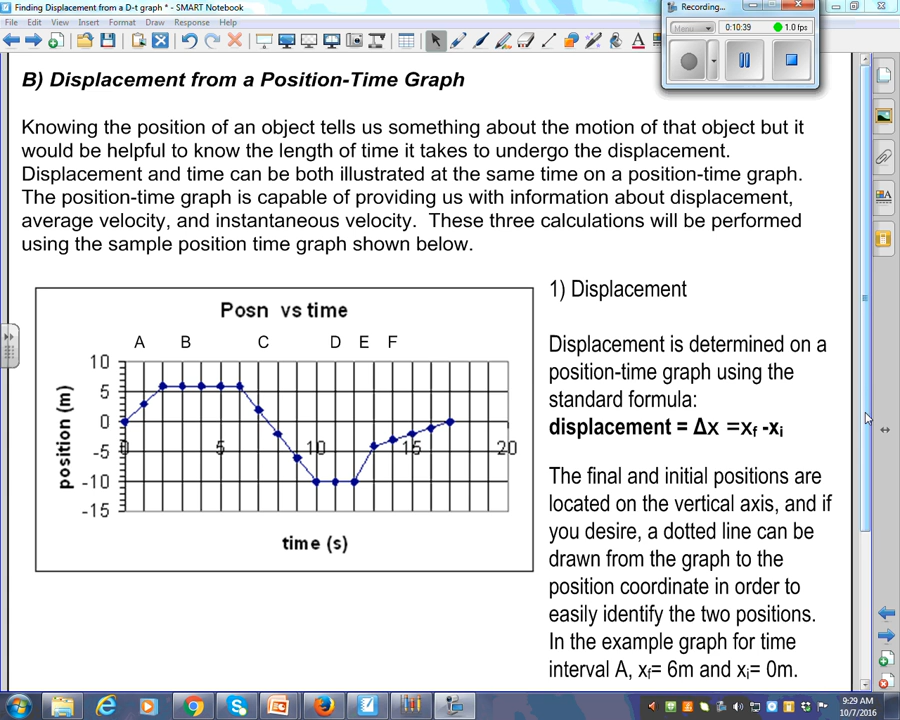 Finding Displacement from a D-t graph * - SMART Notebook
Recording...
File Edit View Insert Format Draw Response Help
Menu
0:10:39
1.0 fps
B) Displacement from a Position-Time Graph
Knowing the position of an object tells us something about the motion of that object but it
would be helpful to know the length of time it takes to undergo the displacement.
Displacement and time can be both illustrated at the same time on a position-time graph.
The position-time graph is capable of providing us with information about displacement,
average velocity, and instantaneous velocity. These three calculations will be performed
using the sample position time graph shown below.
Posn vs time
A B C D E F
10
5
0
-5
-10
-15
0 5 10 15 20
position (m)
time (s)
1) Displacement
Displacement is determined on a
position-time graph using the
standard formula:
displacement = Δx =xf -xi
The final and initial positions are
located on the vertical axis, and if
you desire, a dotted line can be
drawn from the graph to the
position coordinate in order to
easily identify the two positions.
In the example graph for time
interval A, xf= 6m and xi= 0m.
9:29 AM
10/7/2016